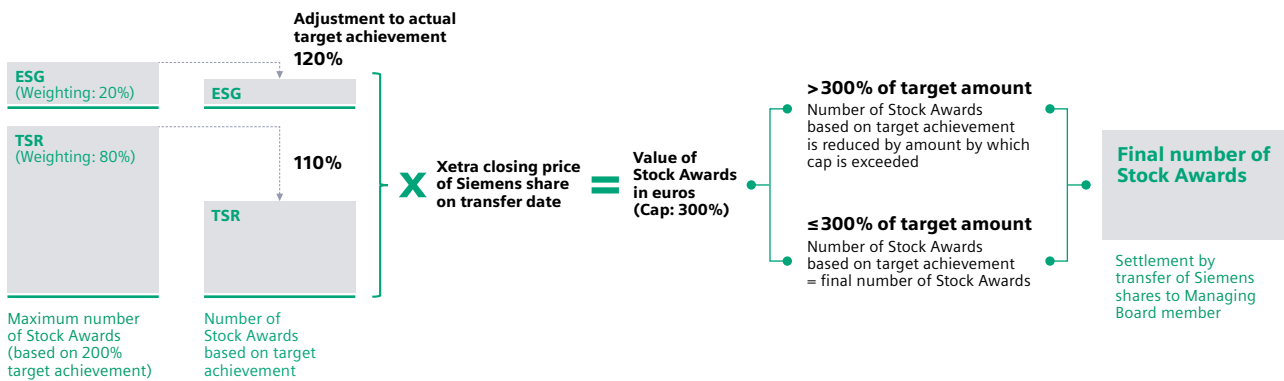 Adjustment to actual
target achievement
120%
ESG
(Weighting: 20%)
ESG
TSR
(Weighting: 80%)
110%
TSR
Maximum number
of Stock Awards
(based on 200%
target achievement)
Number of
Stock Awards
based on target
achievement
X
Xetra closing price
of Siemens share
on transfer date
=
Value of
Stock Awards
in euros
(Cap: 300%)
>300% of target amount
Number of Stock Awards
based on target achievement
is reduced by amount by which
cap is exceeded
≤300% of target amount
Number of Stock Awards
based on target achievement
= final number of Stock Awards
Final number of
Stock Awards
Settlement by
transfer of Siemens
shares to Managing
Board member